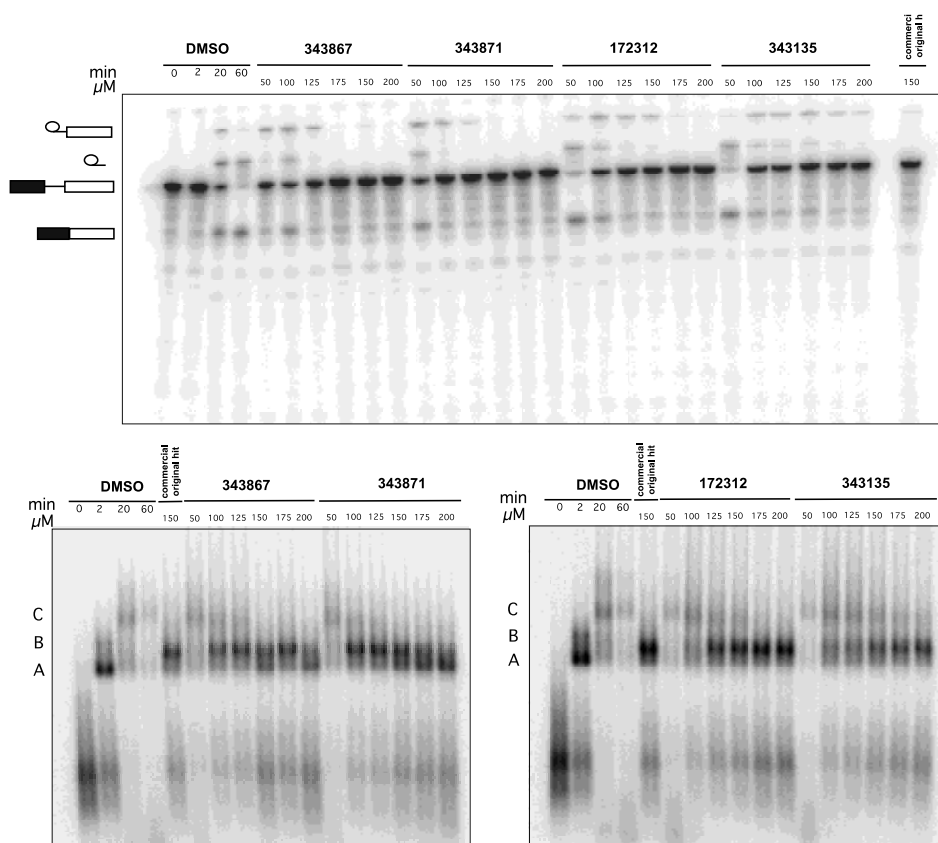 DMSO 343867 343871 172312 343135 commerci original h
min 0 2 20 60
µM 50 100 125 175 150 200 50 100 125 175 150 200 50 100 125 175 150 200 50 100 125 175 150 200 150
DMSO commercial original hit 343867 343871
min 0 2 20 60
µM 150 50 100 125 150 175 200 50 100 125 150 175 200
C
B
A
DMSO commercial original hit 172312 343135
min 0 2 20 60
µM 150 50 100 125 150 175 200 50 100 125 150 175 200
C
B
A